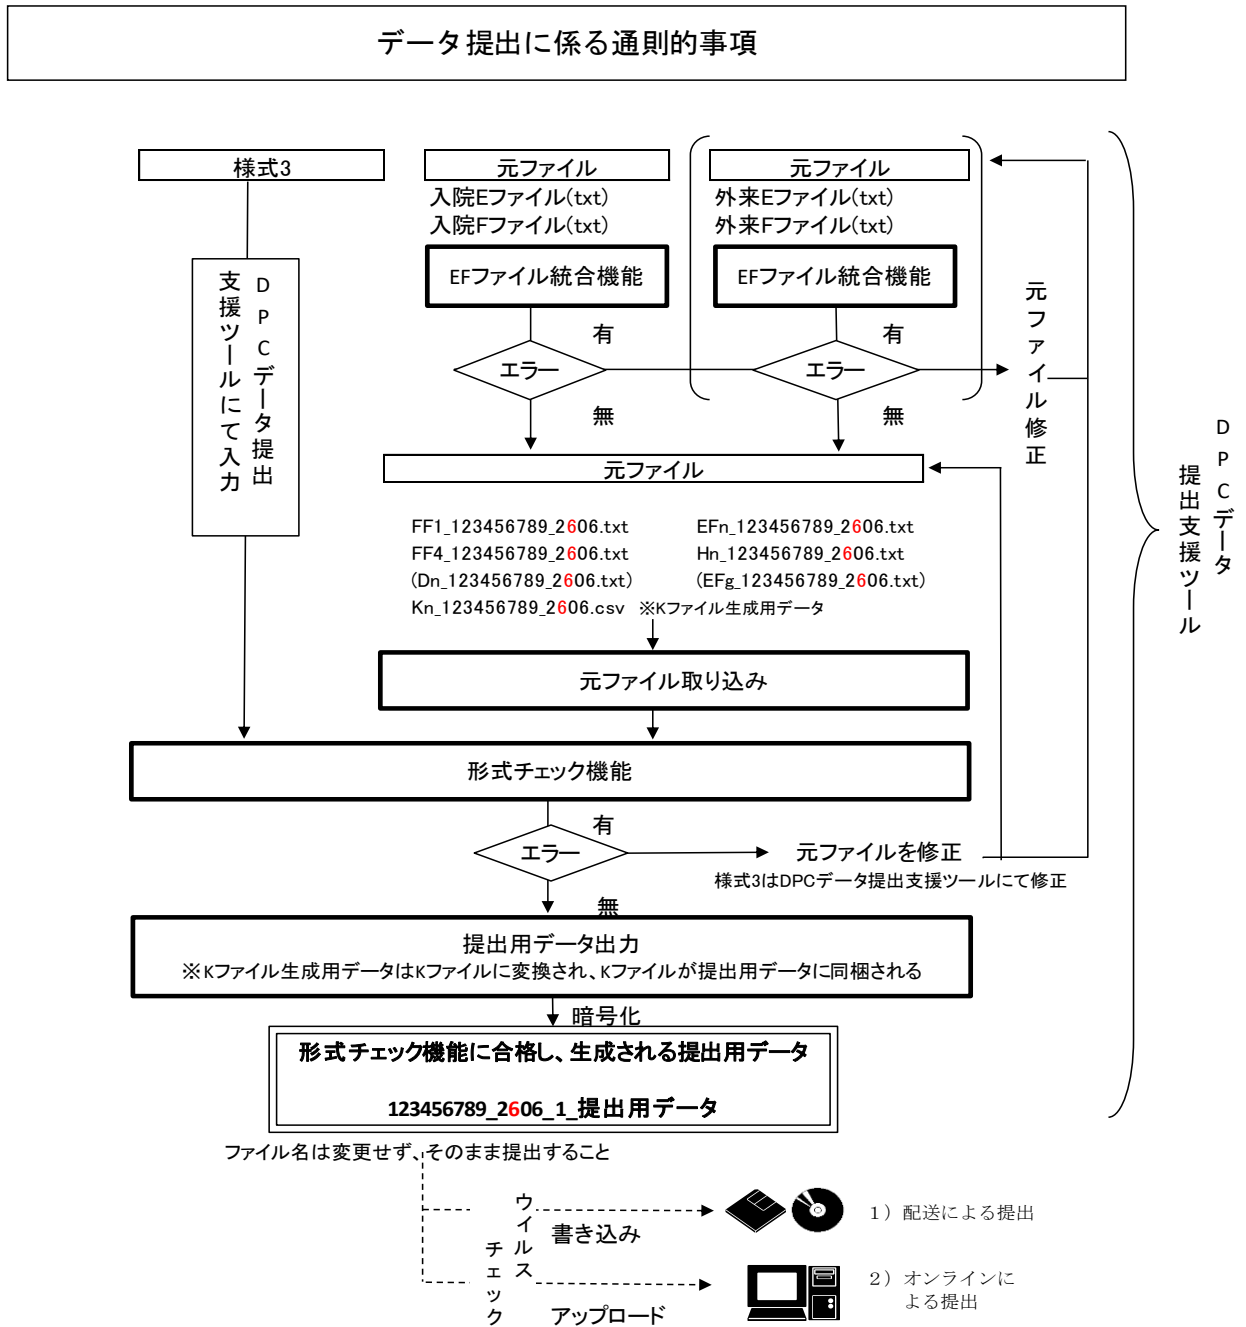 データ提出に係る通則的事項
様式3
DPCデータ提出
支援ツールにて入力
元ファイル
入院Eファイル(txt)
入院Fファイル(txt)
EFファイル統合機能
有
エラー
無
元ファイル
外来Eファイル(txt)
外来Fファイル(txt)
EFファイル統合機能
有
エラー
無
元ファイル修正
元ファイル
FF1_123456789_2606.txt
FF4_123456789_2606.txt
(Dn_123456789_2606.txt)
Kn_123456789_2606.csv ※Kファイル生成用データ
EFn_123456789_2606.txt
Hn_123456789_2606.txt
(EFg_123456789_2606.txt)
元ファイル取り込み
形式チェック機能
有
エラー
元ファイルを修正
様式3はDPCデータ提出支援ツールにて修正
無
提出用データ出力
※Kファイル生成用データはKファイルに変換され、Kファイルが提出用データに同梱される
暗号化
形式チェック機能に合格し、生成される提出用データ
123456789_2606_1_提出用データ
ファイル名は変更せず、そのまま提出すること
ウイルス
チェック
書き込み
1）配送による提出
アップロード
2）オンラインに
よる提出
DPCデータ
提出支援ツール